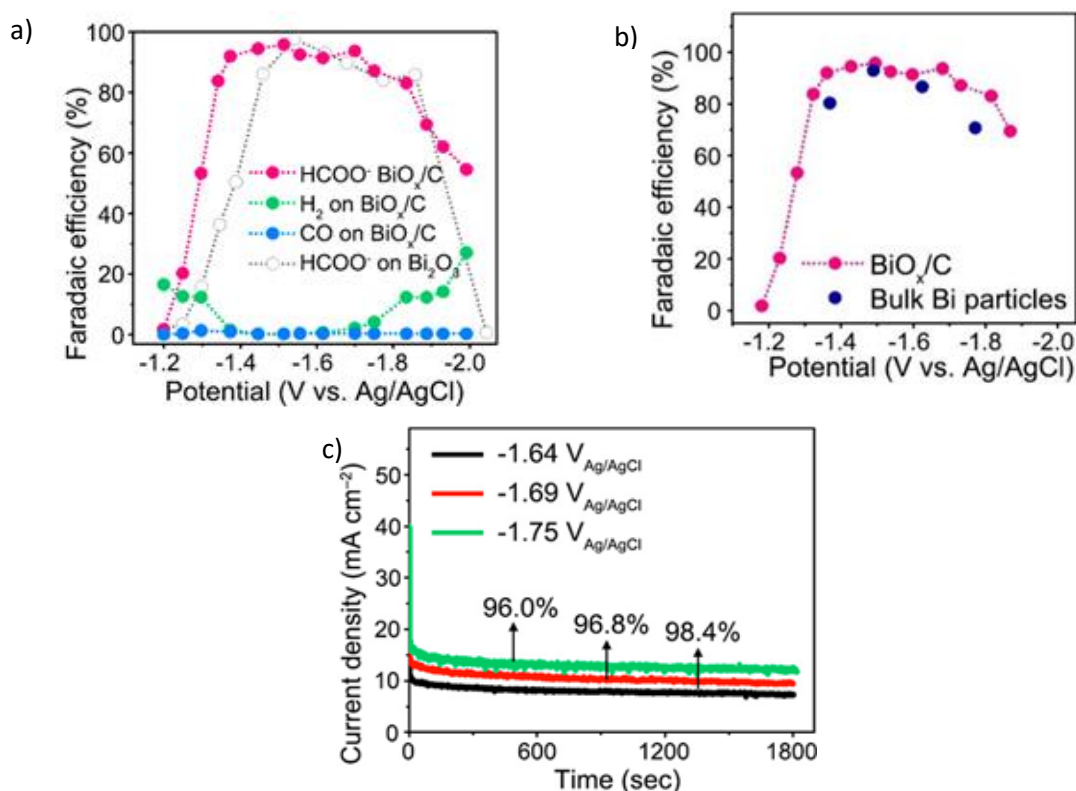 a)
100
80
60
40
20
0
Faradaic efficiency (%)
HCOO⁻ BiOₓ/C
H₂ on BiOₓ/C
CO on BiOₓ/C
HCOO⁻ on Bi₂O₃
-1.2 -1.4 -1.6 -1.8 -2.0
Potential (V vs. Ag/AgCl)
b)
100
80
60
40
20
0
Faradaic efficiency (%)
BiOₓ/C
Bulk Bi particles
-1.2 -1.4 -1.6 -1.8 -2.0
Potential (V vs. Ag/AgCl)
c)
50
40
30
20
10
0
Current density (mA cm⁻²)
-1.64 V_Ag/AgCl
-1.69 V_Ag/AgCl
-1.75 V_Ag/AgCl
96.0% 96.8% 98.4%
0 600 1200 1800
Time (sec)